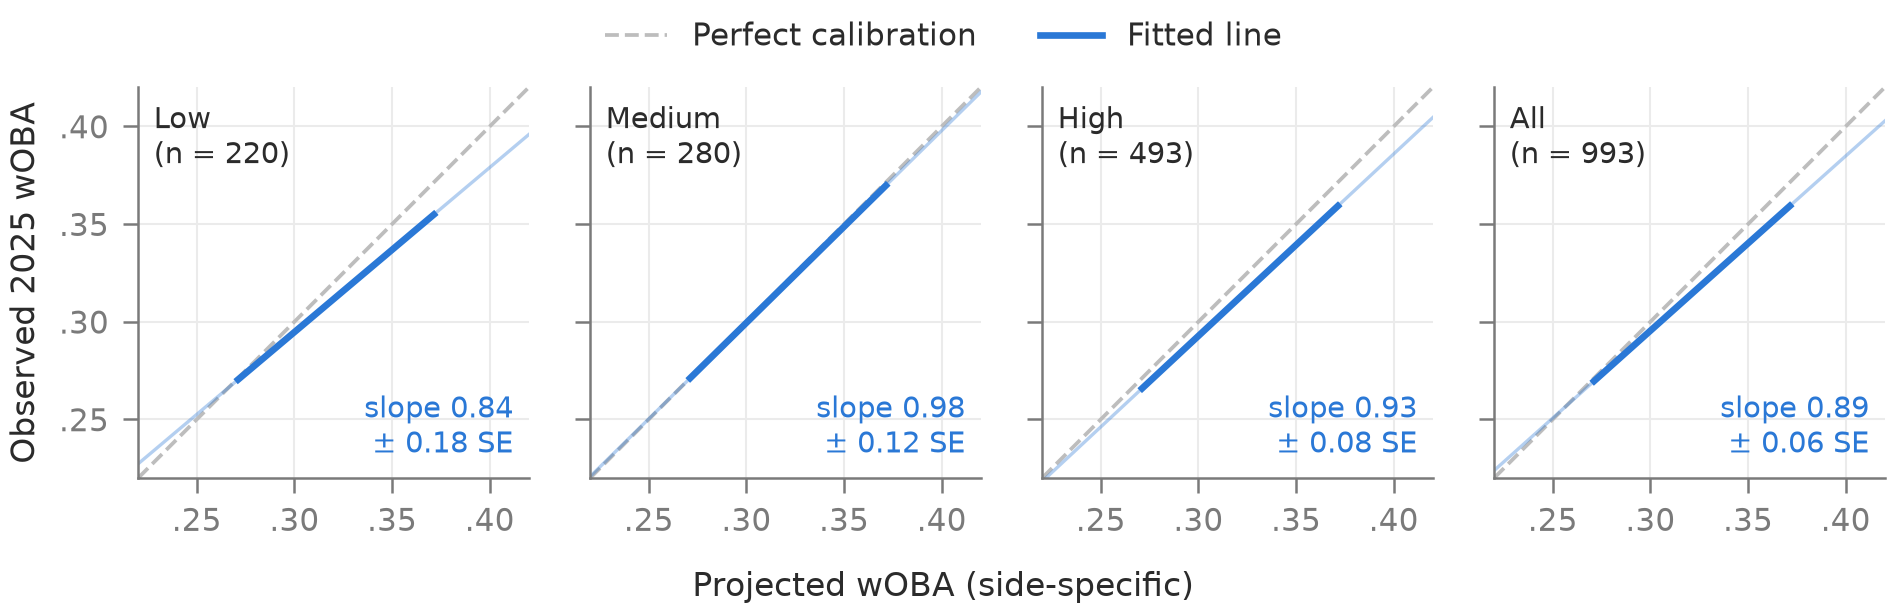 Perfect calibration
Fitted line
Observed 2025 wOBA
.40
.35
.30
.25
Low
(n = 220)
slope 0.84
± 0.18 SE
.25 .30 .35 .40
Medium
(n = 280)
slope 0.98
± 0.12 SE
.25 .30 .35 .40
High
(n = 493)
slope 0.93
± 0.08 SE
.25 .30 .35 .40
All
(n = 993)
slope 0.89
± 0.06 SE
.25 .30 .35 .40
Projected wOBA (side-specific)